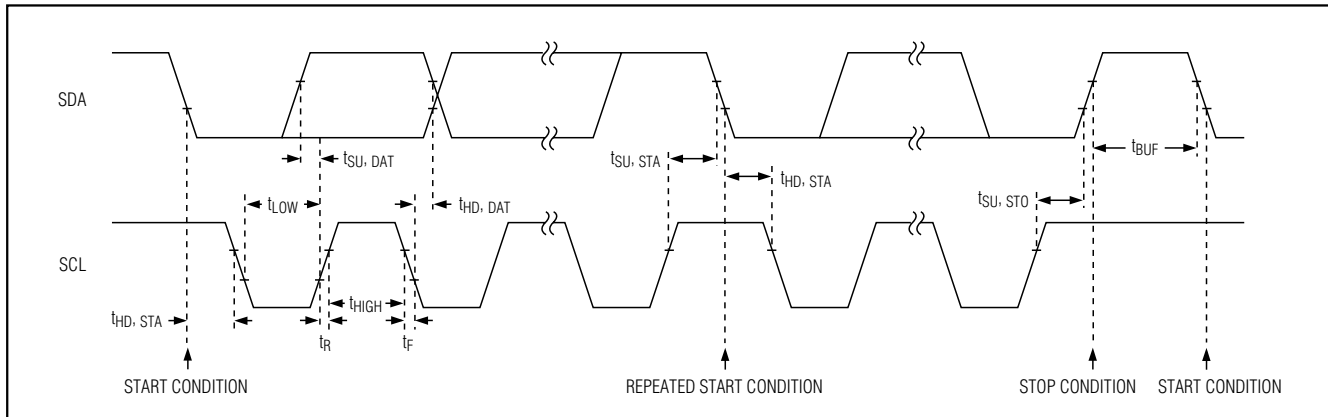 SDA
tSU, DAT
tSU, STA
tHD, STA
tBUF
tLOW
tHD, DAT
tSU, STO
SCL
tHIGH
tHD, STA
tR
tF
START CONDITION
REPEATED START CONDITION
STOP CONDITION
START CONDITION